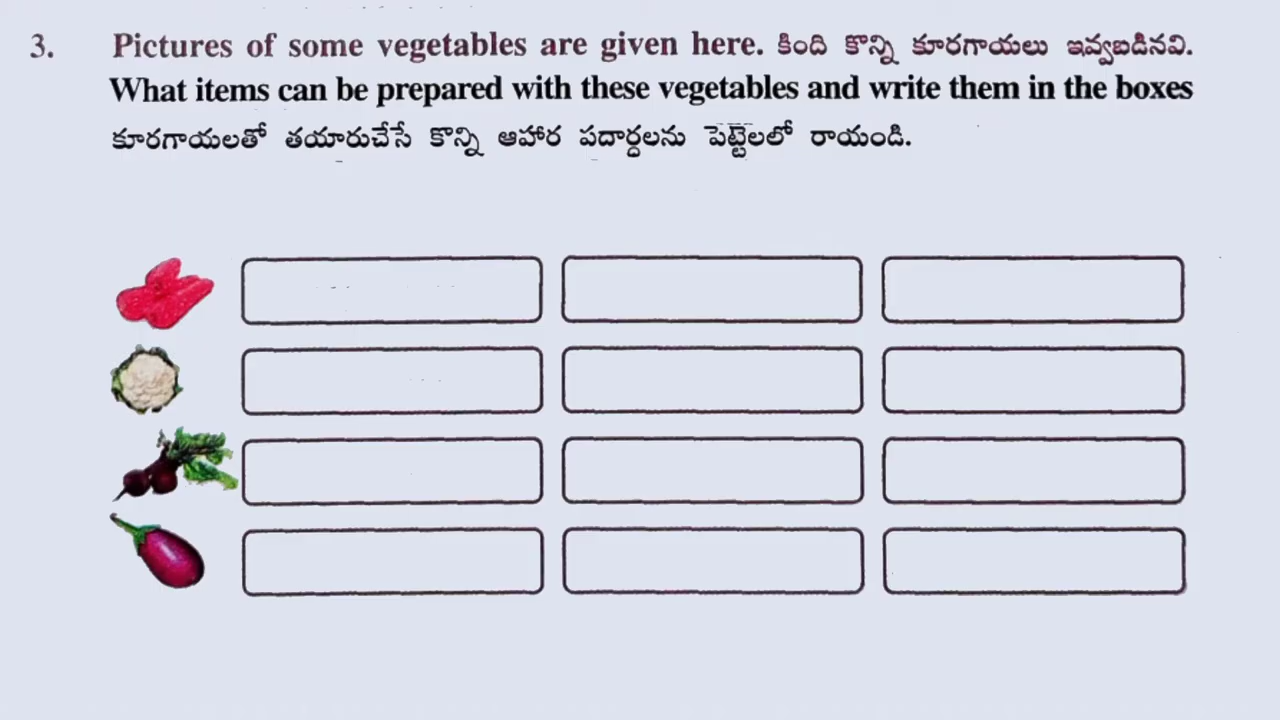 3. Pictures of some vegetables are given here. కింది కొన్ని కూరగాయలు ఇవ్వబడినవి.
What items can be prepared with these vegetables and write them in the boxes
కూరగాయలతో తయారుచేసే కొన్ని ఆహార పదార్ధలను పెట్టెలలో రాయండి.